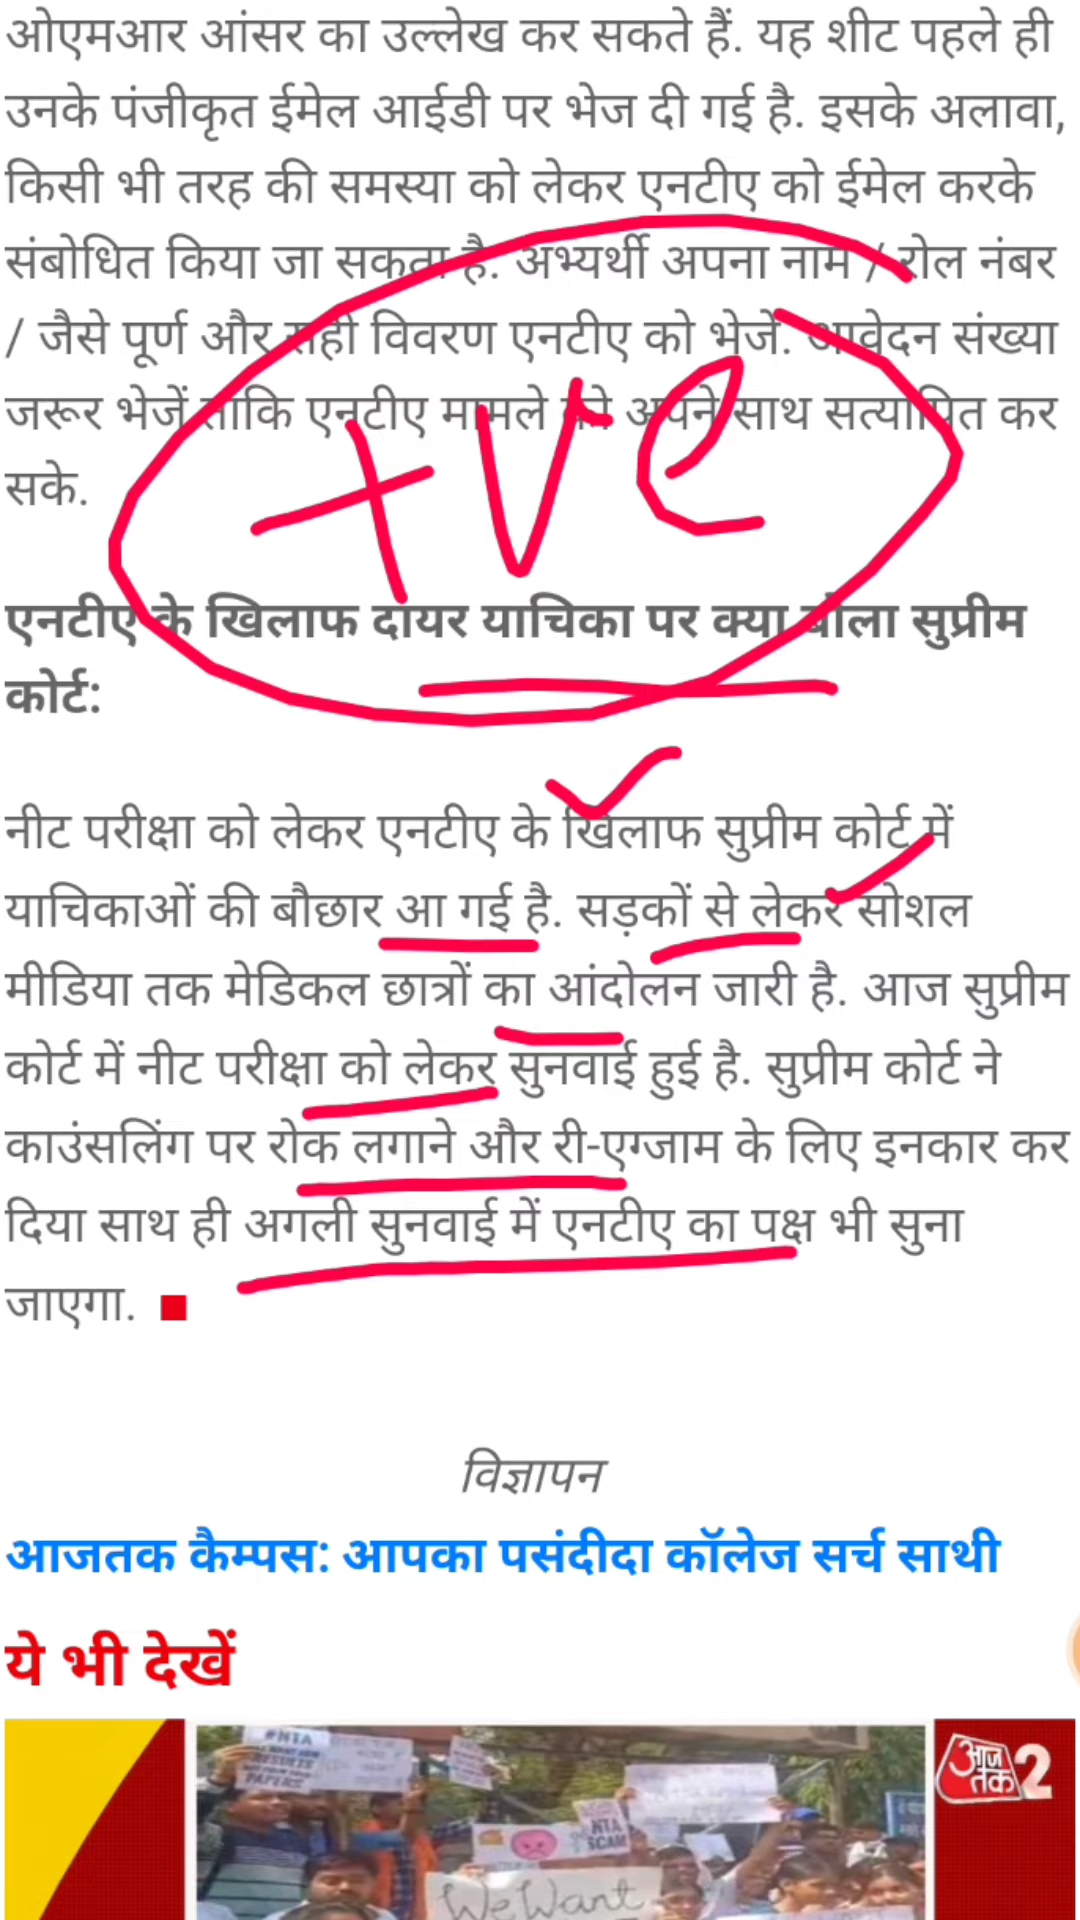 ओएमआर आंसर का उल्लेख कर सकते हैं. यह शीट पहले ही
उनके पंजीकृत ईमेल आईडी पर भेज दी गई है. इसके अलावा,
किसी भी तरह की समस्या को लेकर एनटीए को ईमेल करके
संबोधित किया जा सकता है. अभ्यर्थी अपना नाम / रोल नंबर
/ जैसे पूर्ण और सही विवरण एनटीए को भेजें. आवेदन संख्या
जरूर भेजें ताकि एनटीए मामले को अपने साथ सत्यापित कर
सके.
+ve
एनटीए के खिलाफ दायर याचिका पर क्या बोला सुप्रीम
कोर्ट:
नीट परीक्षा को लेकर एनटीए के खिलाफ सुप्रीम कोर्ट में
याचिकाओं की बौछार आ गई है. सड़कों से लेकर सोशल
मीडिया तक मेडिकल छात्रों का आंदोलन जारी है. आज सुप्रीम
कोर्ट में नीट परीक्षा को लेकर सुनवाई हुई है. सुप्रीम कोर्ट ने
काउंसलिंग पर रोक लगाने और री-एग्जाम के लिए इनकार कर
दिया साथ ही अगली सुनवाई में एनटीए का पक्ष भी सुना
जाएगा.
विज्ञापन
आजतक कैम्पस: आपका पसंदीदा कॉलेज सर्च साथी
ये भी देखें
#NTA
RESULTS
PAPERS
NTA
SCAM
We Want
आज
तक 2